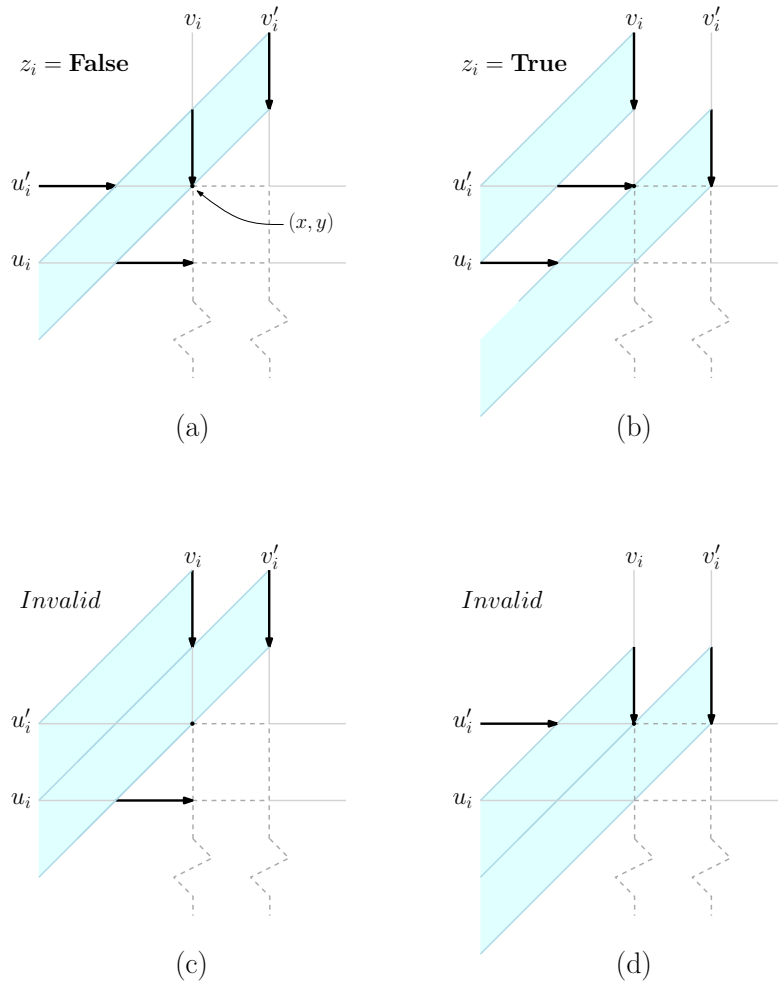 v_i v'_i v_i v'_i
z_i = False z_i = True
u'_i u'_i
(x, y)
u_i u_i
(a) (b)
v_i v'_i v_i v'_i
Invalid Invalid
u'_i u'_i
u_i u_i
(c) (d)